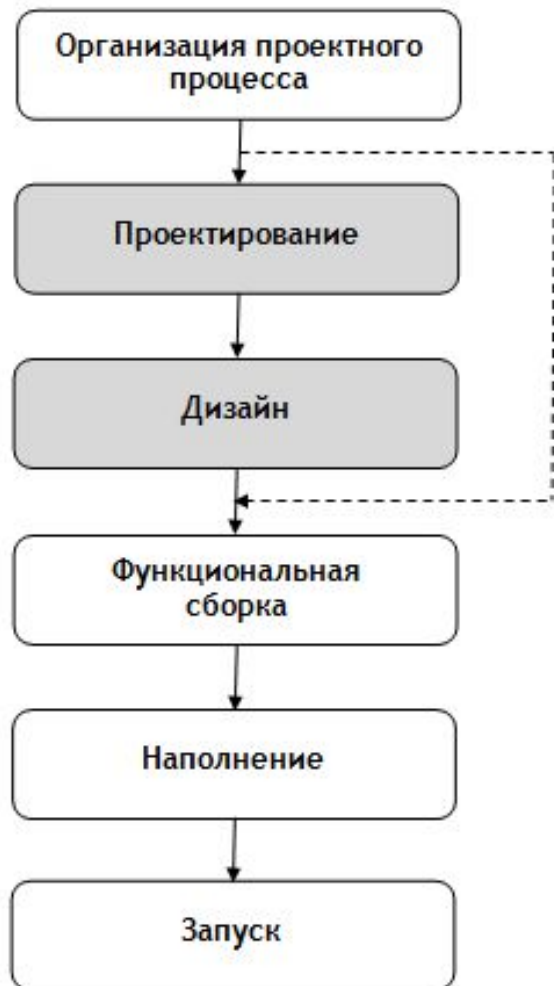 Организация проектного
процесса
Проектирование
Дизайн
Функциональная
сборка
Наполнение
Запуск